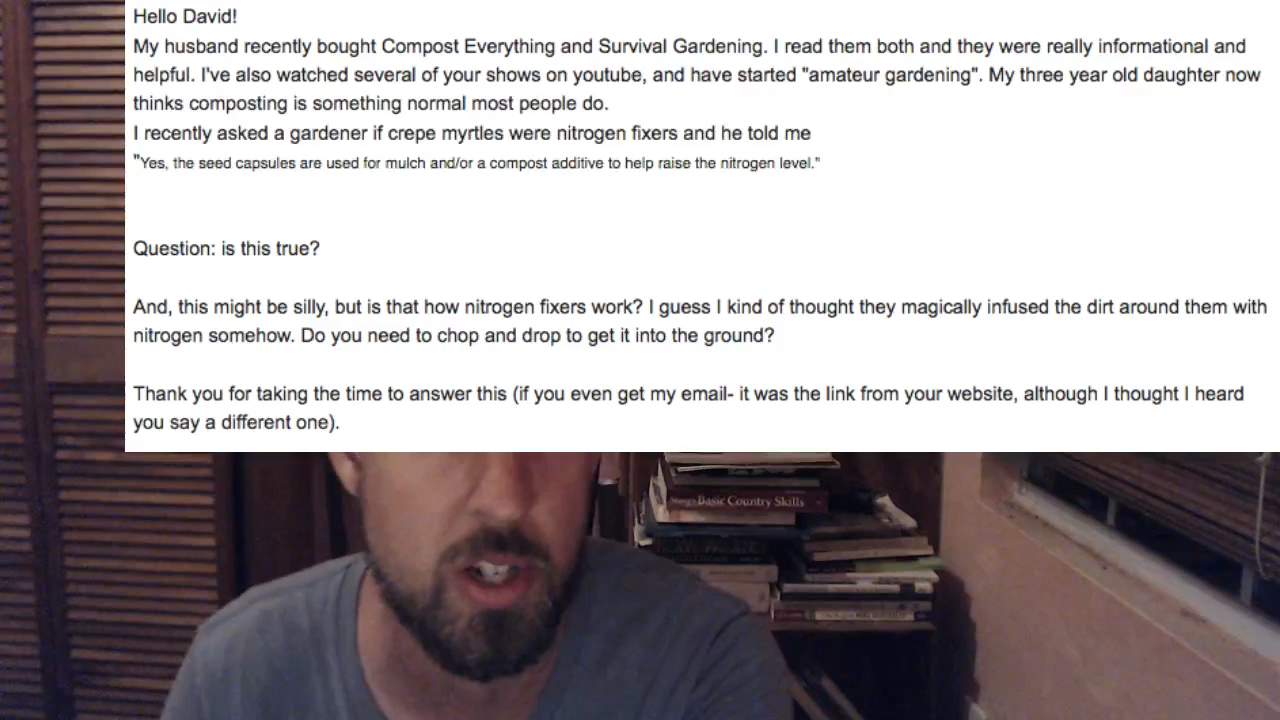 Hello David!
My husband recently bought Compost Everything and Survival Gardening. I read them both and they were really informational and
helpful. I've also watched several of your shows on youtube, and have started "amateur gardening". My three year old daughter now
thinks composting is something normal most people do.
I recently asked a gardener if crepe myrtles were nitrogen fixers and he told me
"Yes, the seed capsules are used for mulch and/or a compost additive to help raise the nitrogen level."
Question: is this true?
And, this might be silly, but is that how nitrogen fixers work? I guess I kind of thought they magically infused the dirt around them with
nitrogen somehow. Do you need to chop and drop to get it into the ground?
Thank you for taking the time to answer this (if you even get my email- it was the link from your website, although I thought I heard
you say a different one).
Basic Country Skills